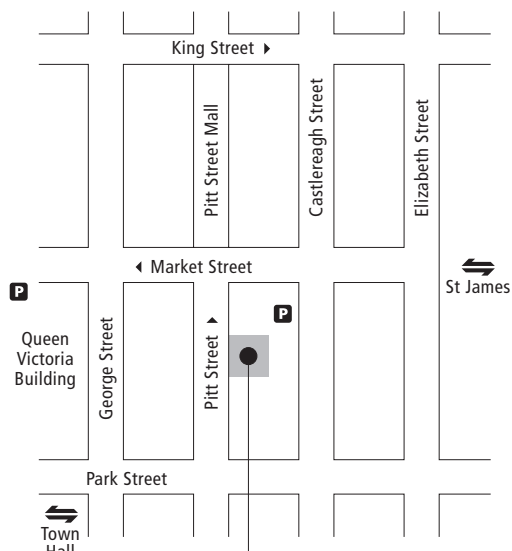 King Street
Pitt Street Mall
Castlereagh Street
Elizabeth Street
Market Street
P
St James
P
Queen
Victoria
Building
George Street
Pitt Street
Park Street
Town
Hall